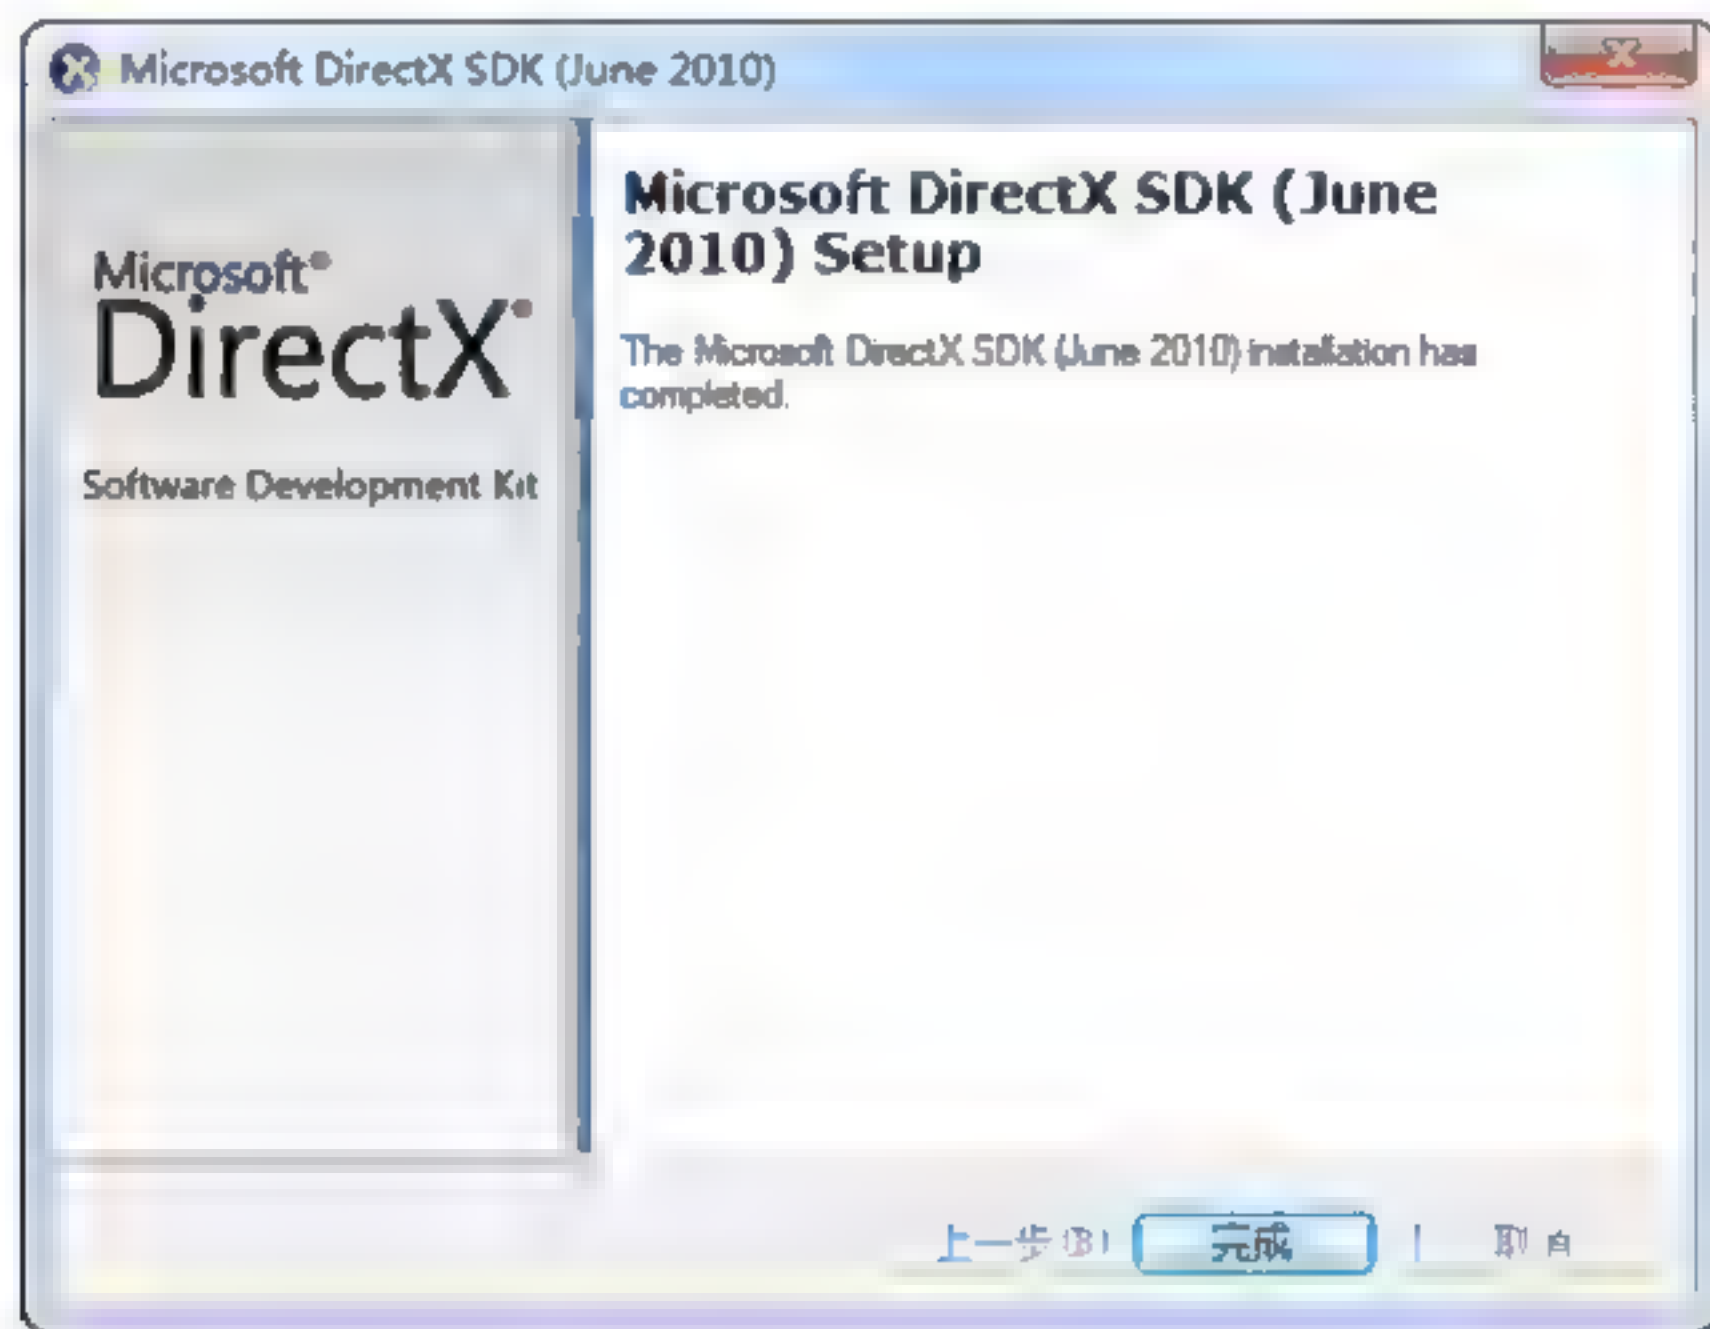 Microsoft DirectX SDK (June 2010)
Microsoft®
DirectX®
Software Development Kit
Microsoft DirectX SDK (June
2010) Setup
The Microsoft DirectX SDK (June 2010) installation has
completed.
上一步(B) 完成